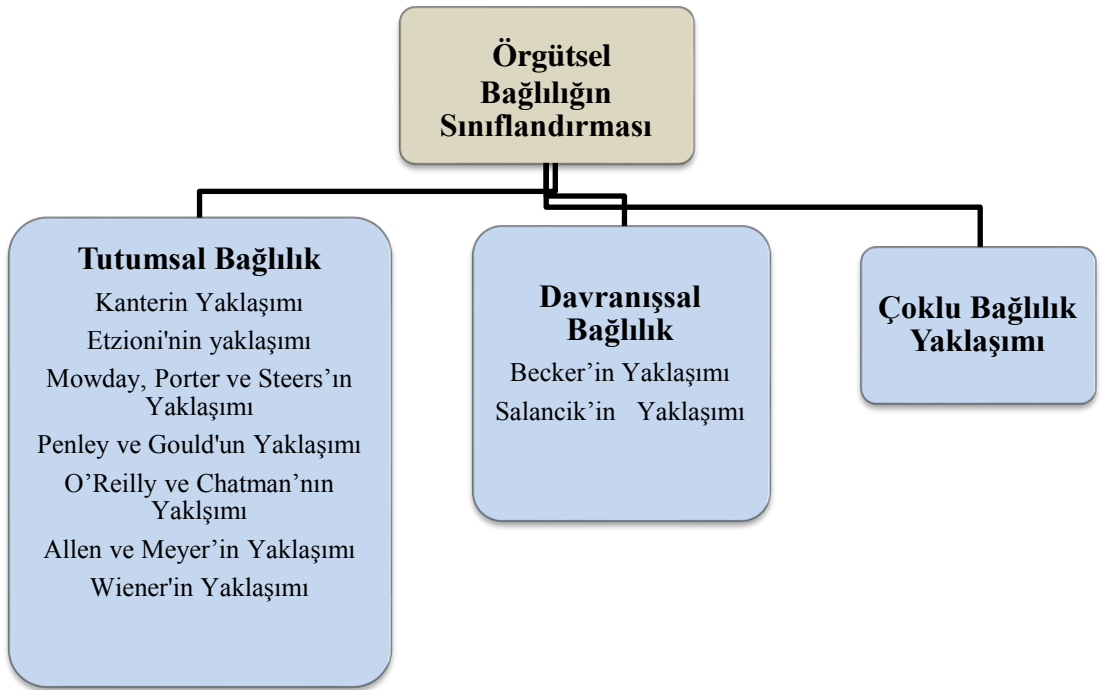 Örgütsel
Bağlılığın
Sınıflandırması
Tutumsal Bağlılık
Kanterin Yaklaşımı
Etzioni'nin yaklaşımı
Mowday, Porter ve Steers’ın
Yaklaşımı
Penley ve Gould'un Yaklaşımı
O’Reilly ve Chatman’nın
Yaklşımı
Allen ve Meyer’in Yaklaşımı
Wiener'in Yaklaşımı
Davranışsal
Bağlılık
Becker’in Yaklaşımı
Salancik’in Yaklaşımı
Çoklu Bağlılık
Yaklaşımı